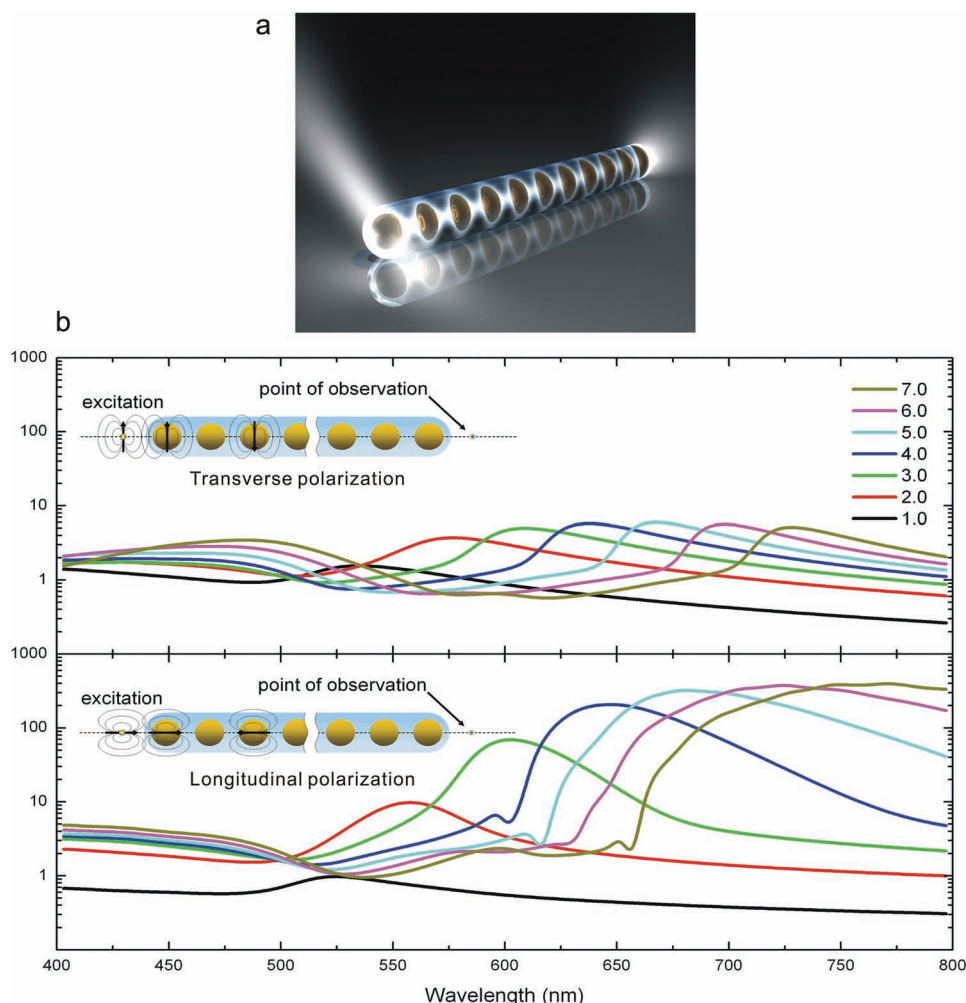 a
b
1000
100
10
1
excitation
point of observation
Transverse polarization
7.0
6.0
5.0
4.0
3.0
2.0
1.0
1000
100
10
1
excitation
point of observation
Longitudinal polarization
400 450 500 550 600 650 700 750 800
Wavelength (nm)